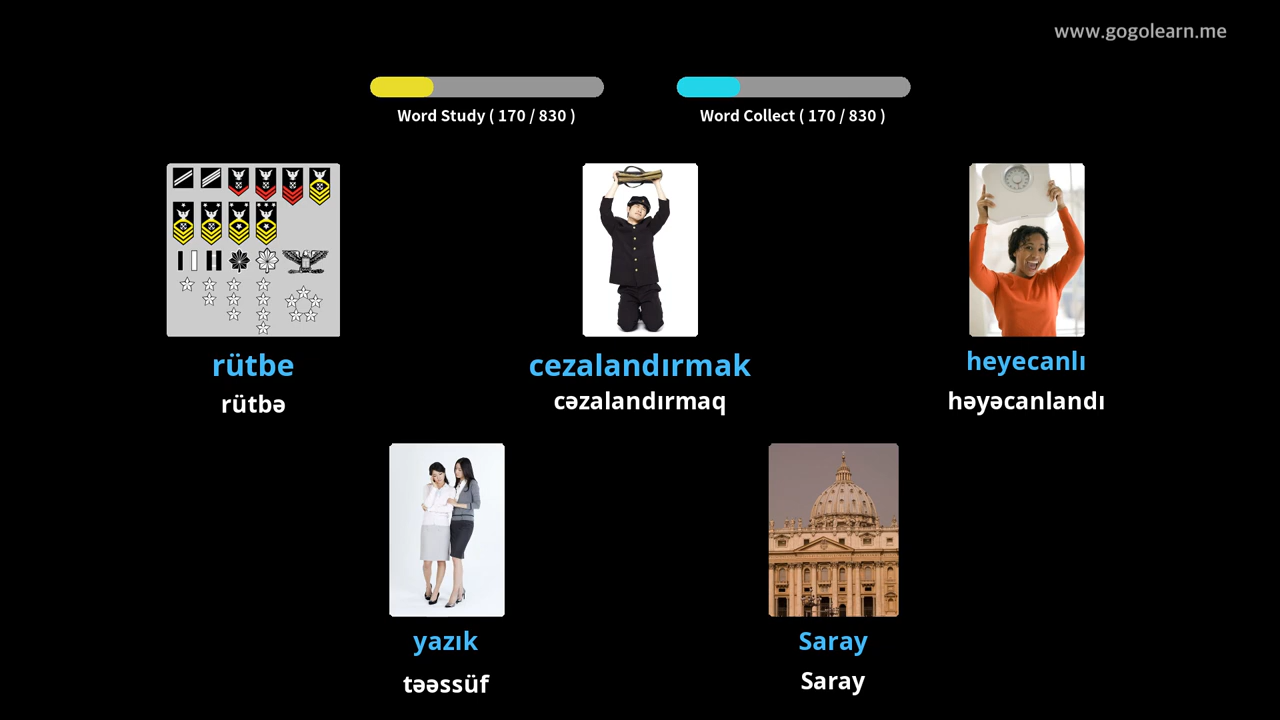 www.gogolearn.me
Word Study ( 170 / 830 )
Word Collect ( 170 / 830 )
rütbe
rütbə
cezalandırmak
cəzalandırmaq
heyecanlı
həyəcanlandı
yazık
təəssüf
Saray
Saray